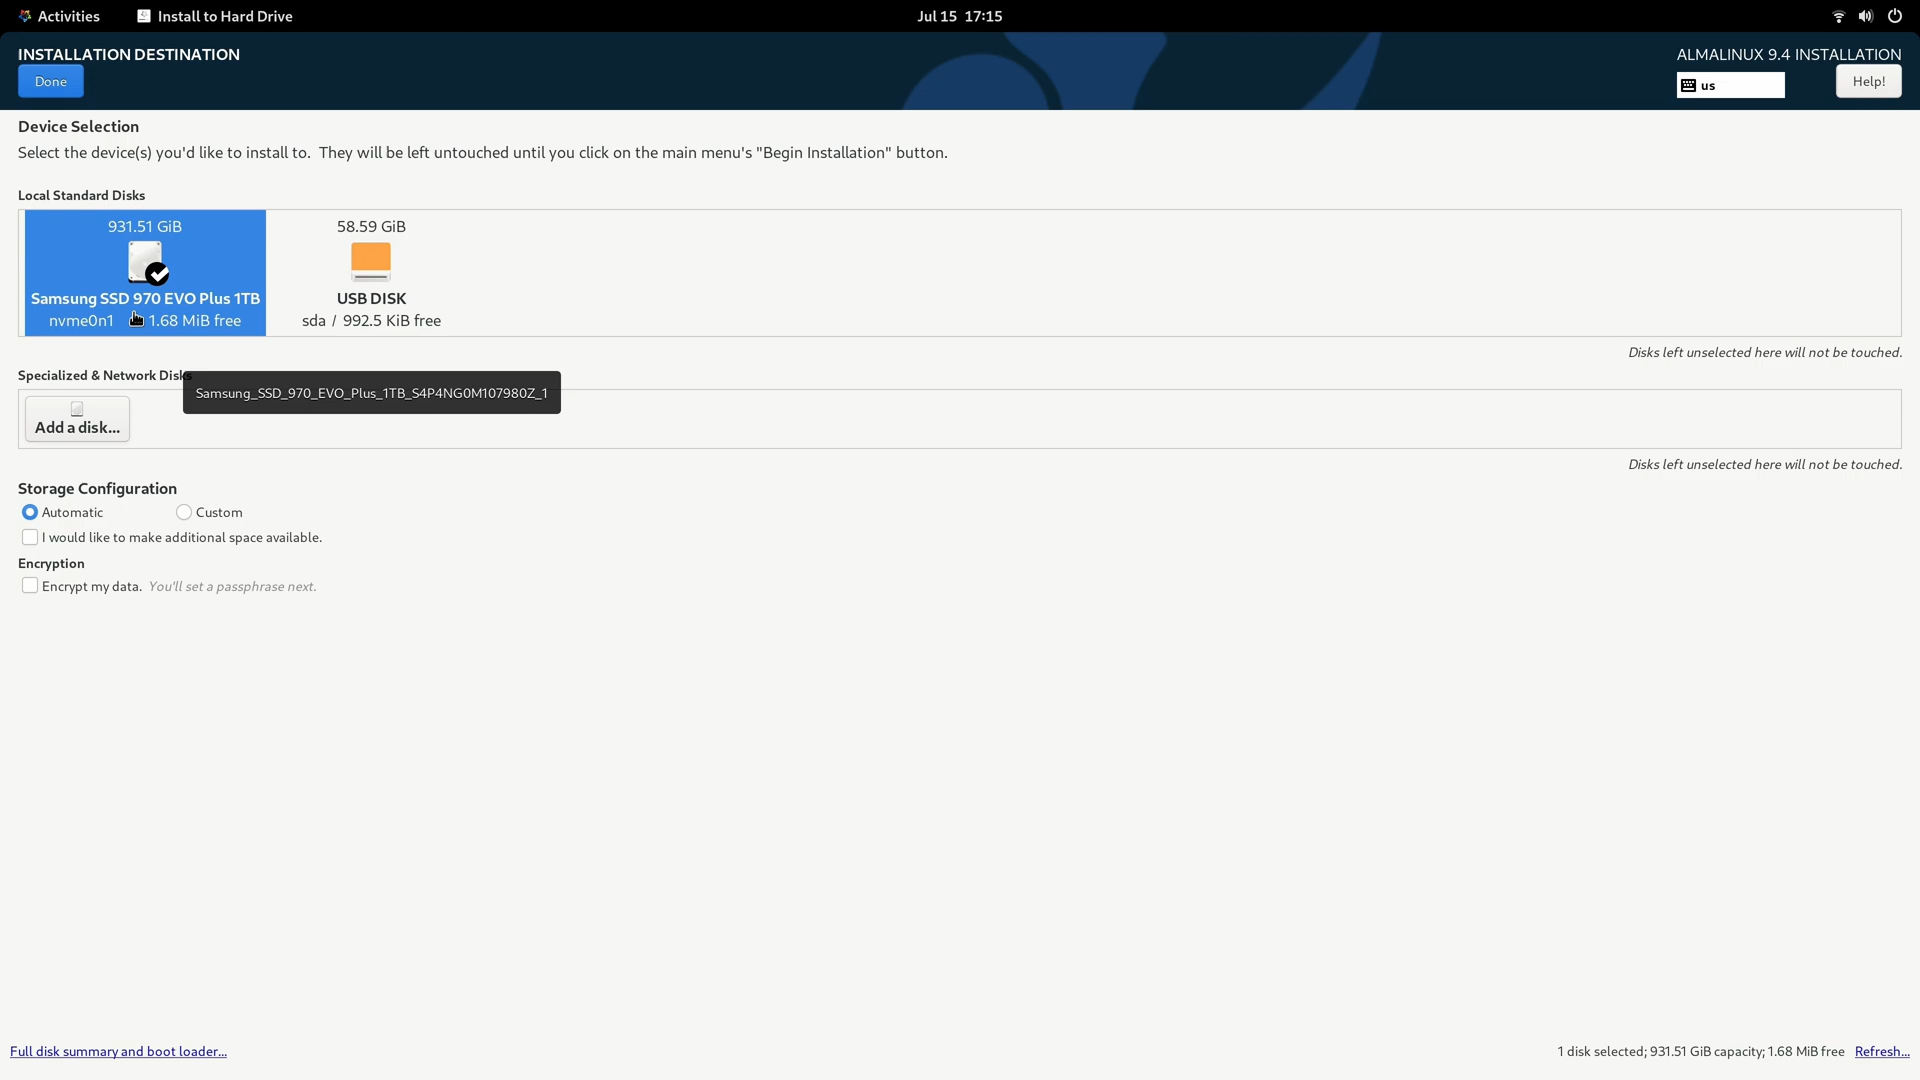 Activities
Install to Hard Drive
Jul 15 17:15
INSTALLATION DESTINATION
Done
ALMALINUX 9.4 INSTALLATION
us
Help!
Device Selection
Select the device(s) you'd like to install to. They will be left untouched until you click on the main menu's "Begin Installation" button.
Local Standard Disks
931.51 GiB
Samsung SSD 970 EVO Plus 1TB
nvme0n1 1.68 MiB free
58.59 GiB
USB DISK
sda / 992.5 KiB free
Disks left unselected here will not be touched.
Specialized & Network Disks
Samsung_SSD_970_EVO_Plus_1TB_S4P4NG0M107980Z_1
Add a disk...
Disks left unselected here will not be touched.
Storage Configuration
Automatic
Custom
I would like to make additional space available.
Encryption
Encrypt my data. You'll set a passphrase next.
Full disk summary and boot loader...
1 disk selected; 931.51 GiB capacity; 1.68 MiB free Refresh...